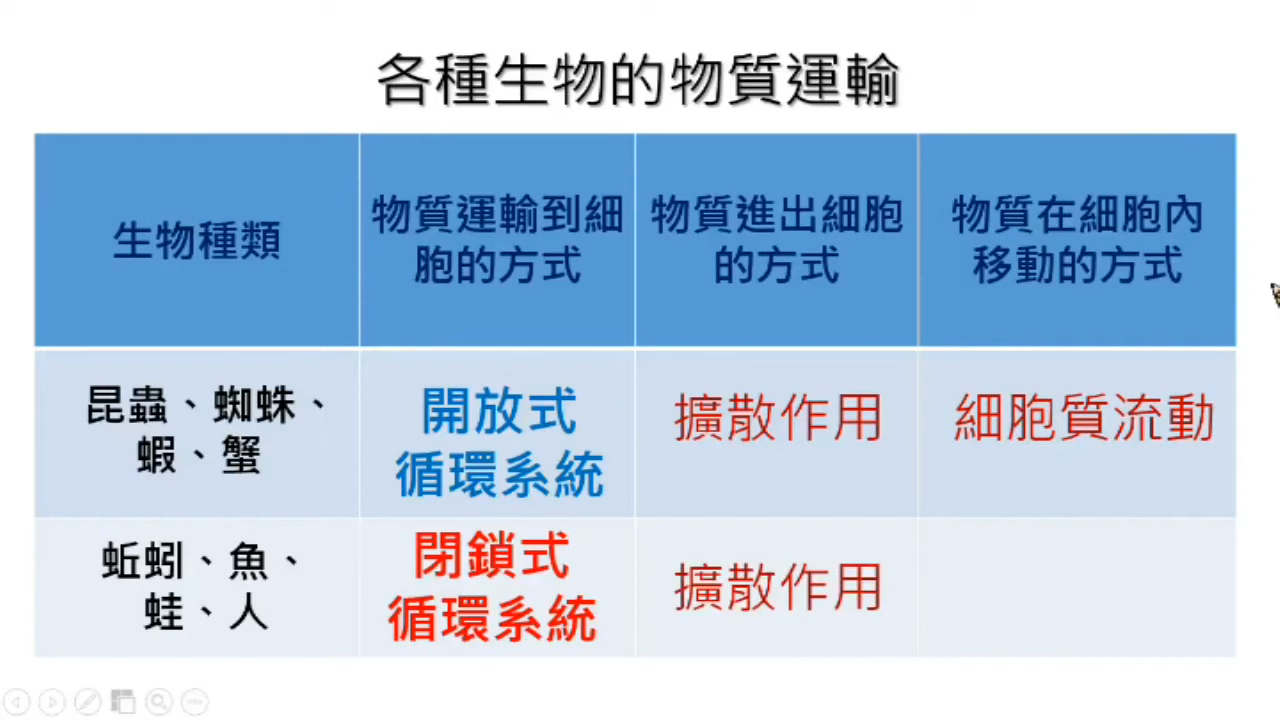 各種生物的物質運輸
生物種類
物質運輸到細
胞的方式
物質進出細胞
的方式
物質在細胞內
移動的方式
昆蟲、蜘蛛、
蝦、蟹
開放式
循環系統
擴散作用
細胞質流動
蚯蚓、魚、
蛙、人
閉鎖式
循環系統
擴散作用